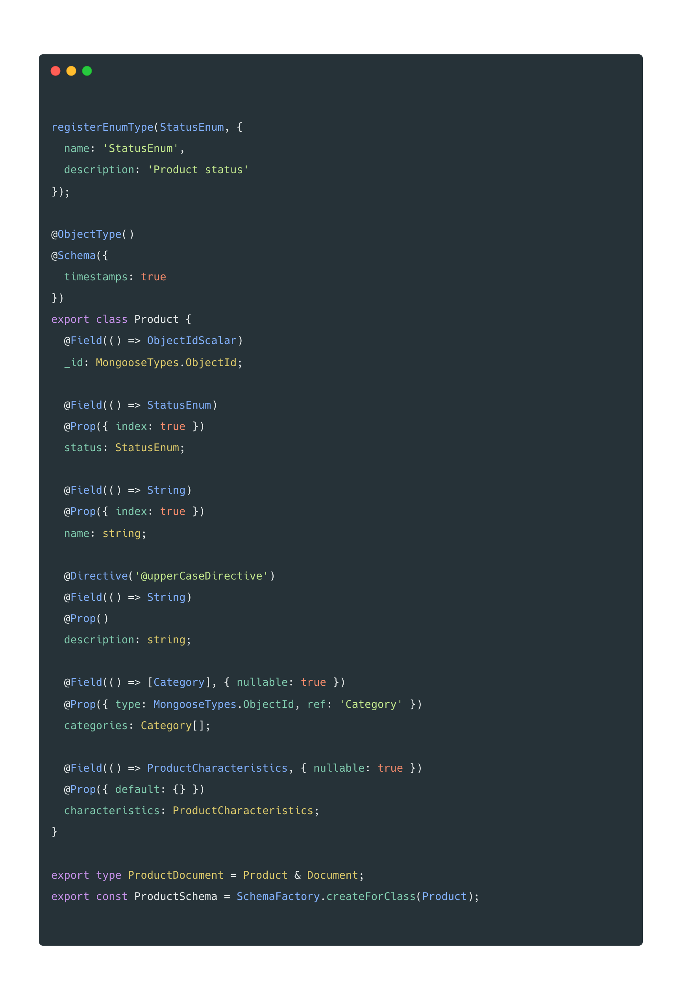 registerEnumType(StatusEnum, {
  name: 'StatusEnum',
  description: 'Product status'
});

@ObjectType()
@Schema({
  timestamps: true
})
export class Product {
  @Field(() => ObjectIdScalar)
  _id: MongooseTypes.ObjectId;

  @Field(() => StatusEnum)
  @Prop({ index: true })
  status: StatusEnum;

  @Field(() => String)
  @Prop({ index: true })
  name: string;

  @Directive('@upperCaseDirective')
  @Field(() => String)
  @Prop()
  description: string;

  @Field(() => [Category], { nullable: true })
  @Prop({ type: MongooseTypes.ObjectId, ref: 'Category' })
  categories: Category[];

  @Field(() => ProductCharacteristics, { nullable: true })
  @Prop({ default: {} })
  characteristics: ProductCharacteristics;
}

export type ProductDocument = Product & Document;
export const ProductSchema = SchemaFactory.createForClass(Product);